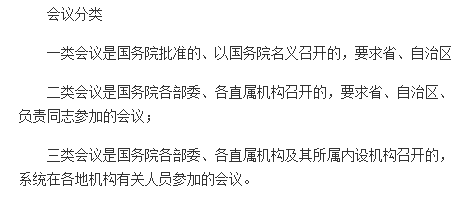 会议分类
一类会议是国务院批准的、以国务院名义召开的，要求省、自治区
二类会议是国务院各部委、各直属机构召开的，要求省、自治区、
负责同志参加的会议；
三类会议是国务院各部委、各直属机构及其所属内设机构召开的，
系统在各地机构有关人员参加的会议。